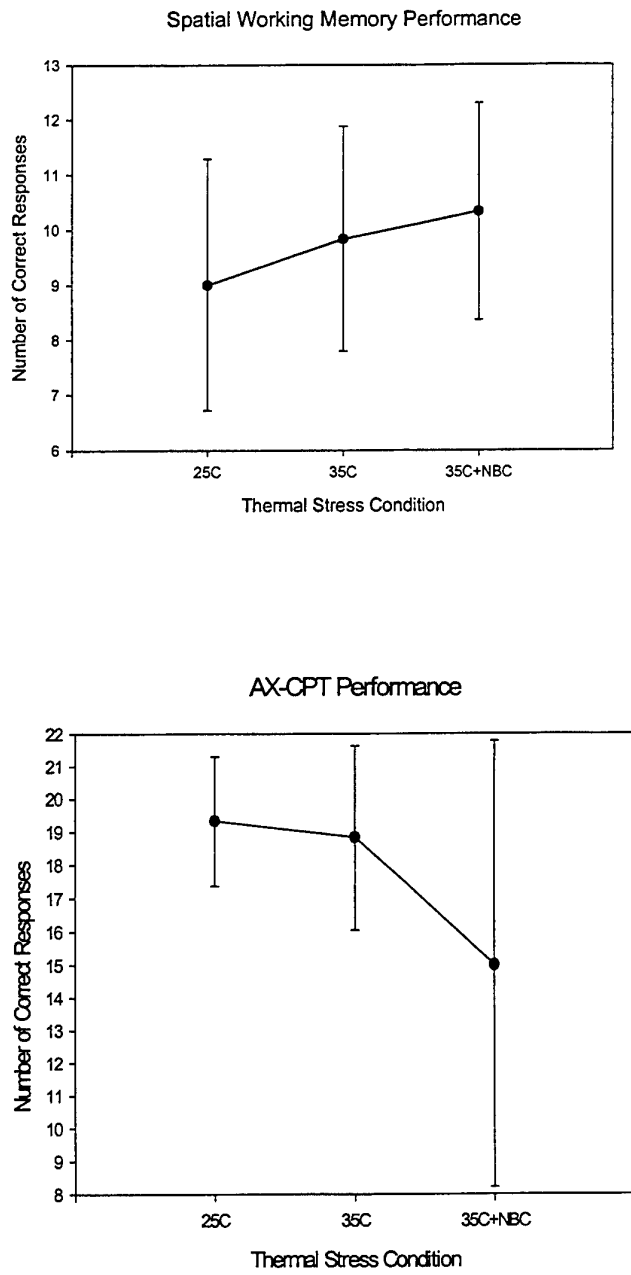 Spatial Working Memory Performance
13
12
11
10
9
8
7
6
Number of Correct Responses
25C 35C 35C+NBC
Thermal Stress Condition
AX-CPT Performance
22
21
20
19
18
17
16
15
14
13
12
11
10
9
8
Number of Correct Responses
25C 35C 35C+NBC
Thermal Stress Condition